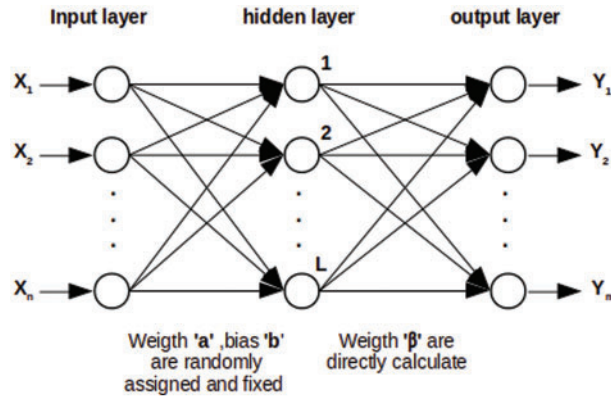 Input layer hidden layer output layer
X1 1 Y1
X2 2 Y2
Xn L Ym
Weigth 'a' ,bias 'b'
are randomly
assigned and fixed
Weigth 'β' are
directly calculate